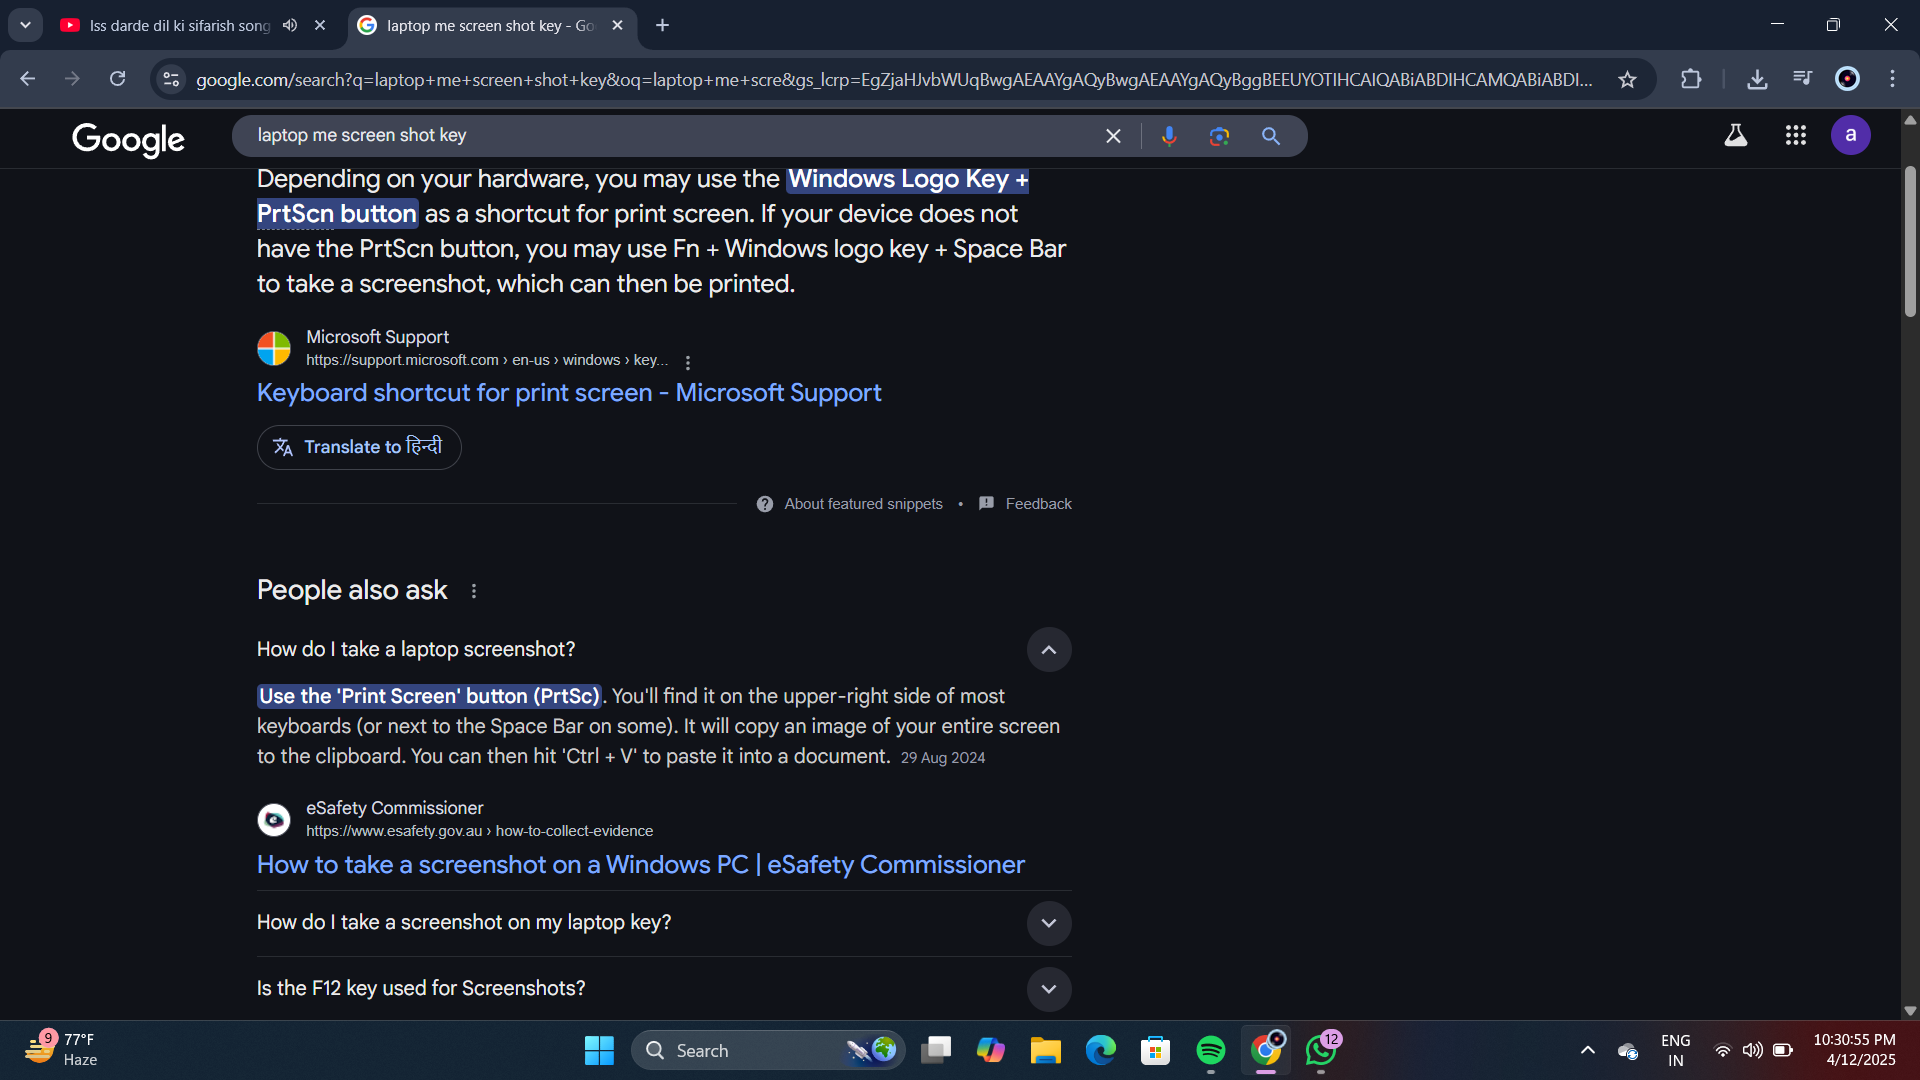 Iss darde dil ki sifarish song
laptop me screen shot key - Go
google.com/search?q=laptop+me+screen+shot+key&oq=laptop+me+scre&gs_lcrp=EgZjaHJvbWUqBwgAEAAYgAQyBwgAEAAYgAQyBggBEEUYOTIHCAIQABiABDIHCAMQABiABDI...
Google
laptop me screen shot key
a
Depending on your hardware, you may use the Windows Logo Key +
PrtScn button as a shortcut for print screen. If your device does not
have the PrtScn button, you may use Fn + Windows logo key + Space Bar
to take a screenshot, which can then be printed.
Microsoft Support
https://support.microsoft.com › en-us › windows › key...
Keyboard shortcut for print screen - Microsoft Support
Translate to हिन्दी
About featured snippets • Feedback
People also ask
How do I take a laptop screenshot?
Use the 'Print Screen' button (PrtSc). You'll find it on the upper-right side of most
keyboards (or next to the Space Bar on some). It will copy an image of your entire screen
to the clipboard. You can then hit 'Ctrl + V' to paste it into a document. 29 Aug 2024
eSafety Commissioner
https://www.esafety.gov.au › how-to-collect-evidence
How to take a screenshot on a Windows PC | eSafety Commissioner
How do I take a screenshot on my laptop key?
Is the F12 key used for Screenshots?
9
77°F
Haze
Search
12
ENG
IN
10:30:55 PM
4/12/2025